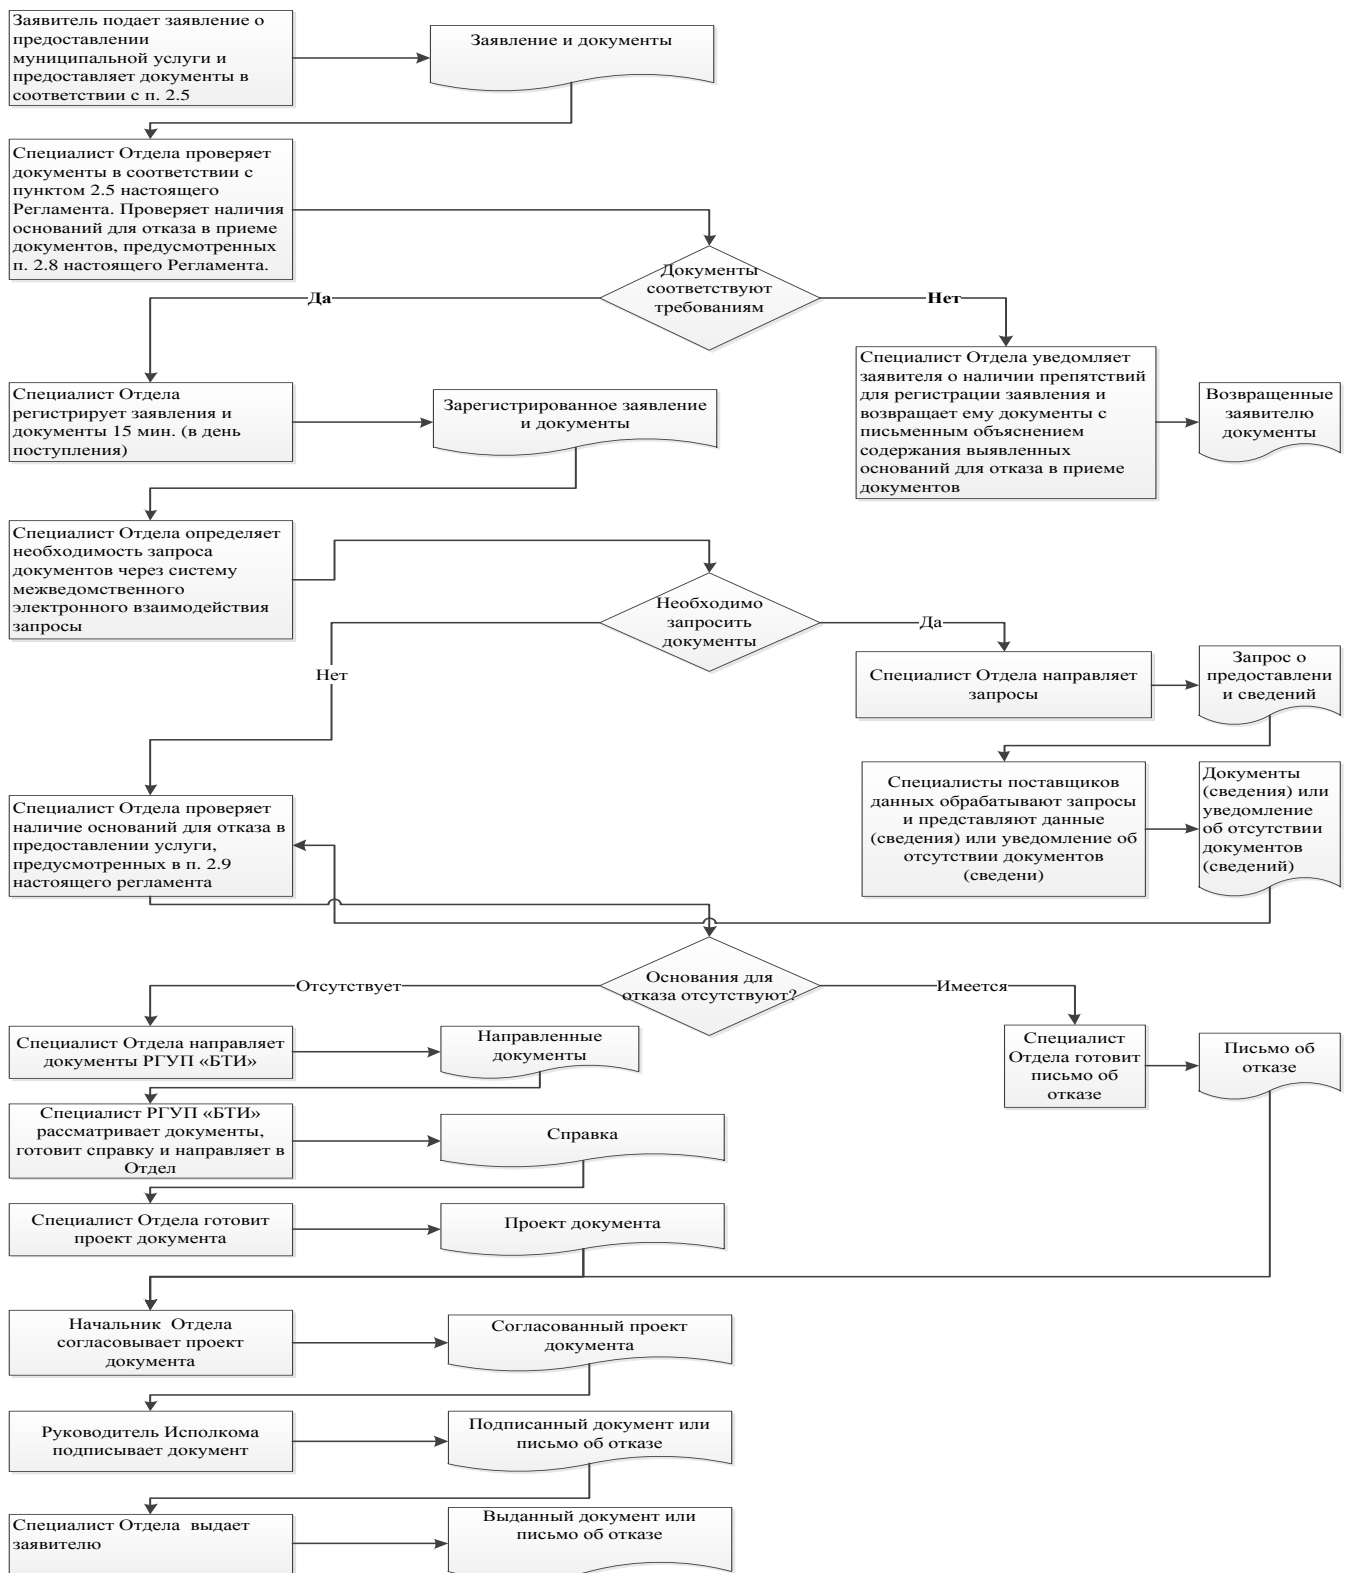 Заявитель подает заявление о
предоставлении
муниципальной услуги и
предоставляет документы в
соответствии с п. 2.5
Заявление и документы
Специалист Отдела проверяет
документы в соответствии с
пунктом 2.5 настоящего
Регламента. Проверяет наличия
оснований для отказа в приеме
документов, предусмотренных
п. 2.8 настоящего Регламента.
Документы
соответствуют
требованиям
Да
Нет
Специалист Отдела
регистрирует заявления и
документы 15 мин. (в день
поступления)
Зарегистрированное заявление
и документы
Специалист Отдела уведомляет
заявителя о наличии препятствий
для регистрации заявления и
возвращает ему документы с
письменным объяснением
содержания выявленных
оснований для отказа в приеме
документов
Возвращенные
заявителю
документы
Специалист Отдела определяет
необходимость запроса
документов через систему
межведомственного
электронного взаимодействия
запросы
Необходимо
запросить
документы
Да
Нет
Специалист Отдела направляет
запросы
Запрос о
предоставлени
и сведений
Специалисты поставщиков
данных обрабатывают запросы
и представляют данные
(сведения) или уведомление об
отсутствии документов
(сведени)
Документы
(сведения) или
уведомление
об отсутствии
документов
(сведений)
Специалист Отдела проверяет
наличие оснований для отказа в
предоставлении услуги,
предусмотренных в п. 2.9
настоящего регламента
Основания для
отказа отсутствуют?
Отсутствует
Имеется
Специалист Отдела направляет
документы РГУП «БТИ»
Направленные
документы
Специалист
Отдела готовит
письмо об
отказе
Письмо об
отказе
Специалист РГУП «БТИ»
рассматривает документы,
готовит справку и направляет в
Отдел
Справка
Специалист Отдела готовит
проект документа
Проект документа
Начальник  Отдела
согласовывает проект
документа
Согласованный проект
документа
Руководитель Исполкома
подписывает документ
Подписанный документ или
письмо об отказе
Специалист Отдела  выдает
заявителю
Выданный документ или
письмо об отказе